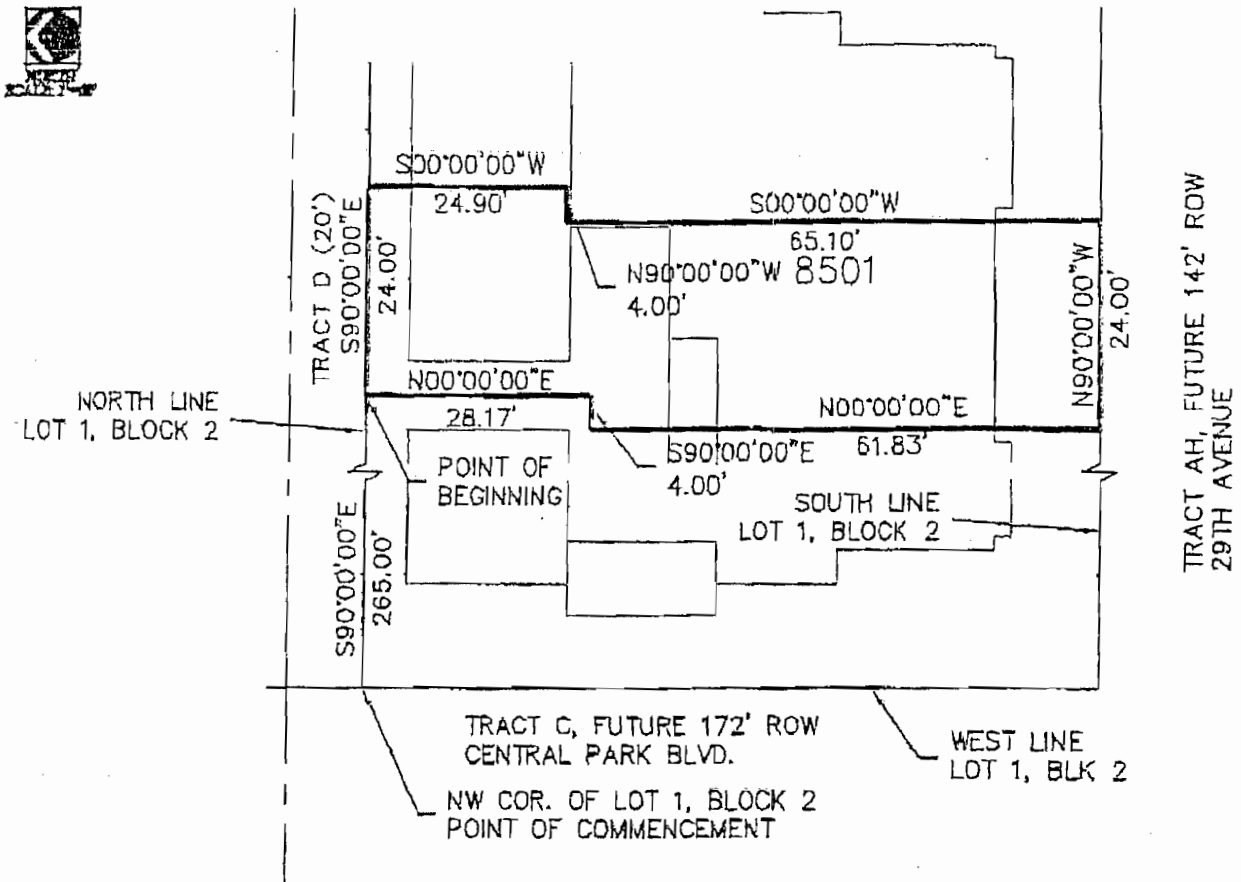 NORTH
S00°00'00"W
24.90'
S00°00'00"W
65.10'
8501
N90°00'00"W
4.00'
TRACT D (20')
S90°00'00"E
24.00'
N90°00'00"W
24.00'
TRACT AH, FUTURE 142' ROW
29TH AVENUE
NORTH LINE
LOT 1, BLOCK 2
N00°00'00"E
28.17'
N00°00'00"E
61.83'
POINT OF
BEGINNING
S90°00'00"E
4.00'
SOUTH LINE
LOT 1, BLOCK 2
S90°00'00"E
265.00'
TRACT C, FUTURE 172' ROW
CENTRAL PARK BLVD.
WEST LINE
LOT 1, BLK 2
NW COR. OF LOT 1, BLOCK 2
POINT OF COMMENCEMENT